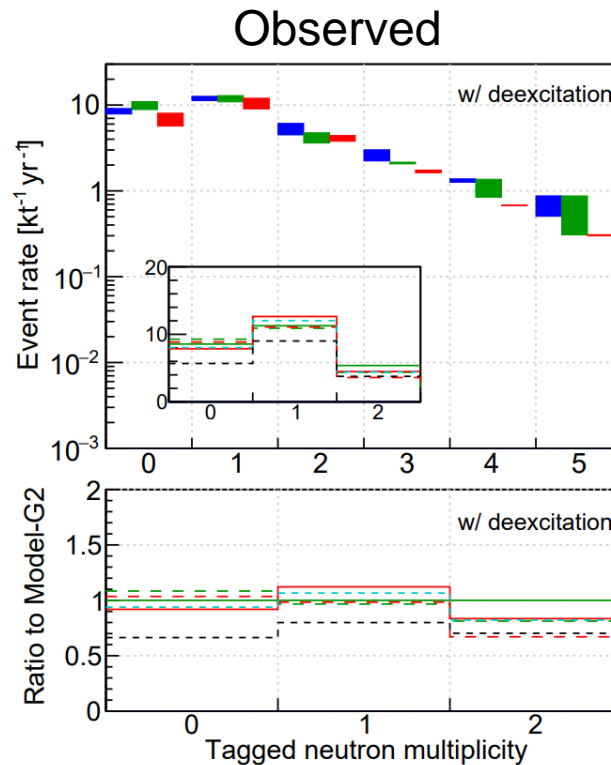 Observed
w/ deexcitation
Event rate [kt⁻¹ yr⁻¹]
10
1
10⁻¹
10⁻²
10⁻³
20
10
0
0 1 2
0 1 2 3 4 5
w/ deexcitation
Ratio to Model-G2
2
1.5
1
0.5
0
0 1 2
Tagged neutron multiplicity